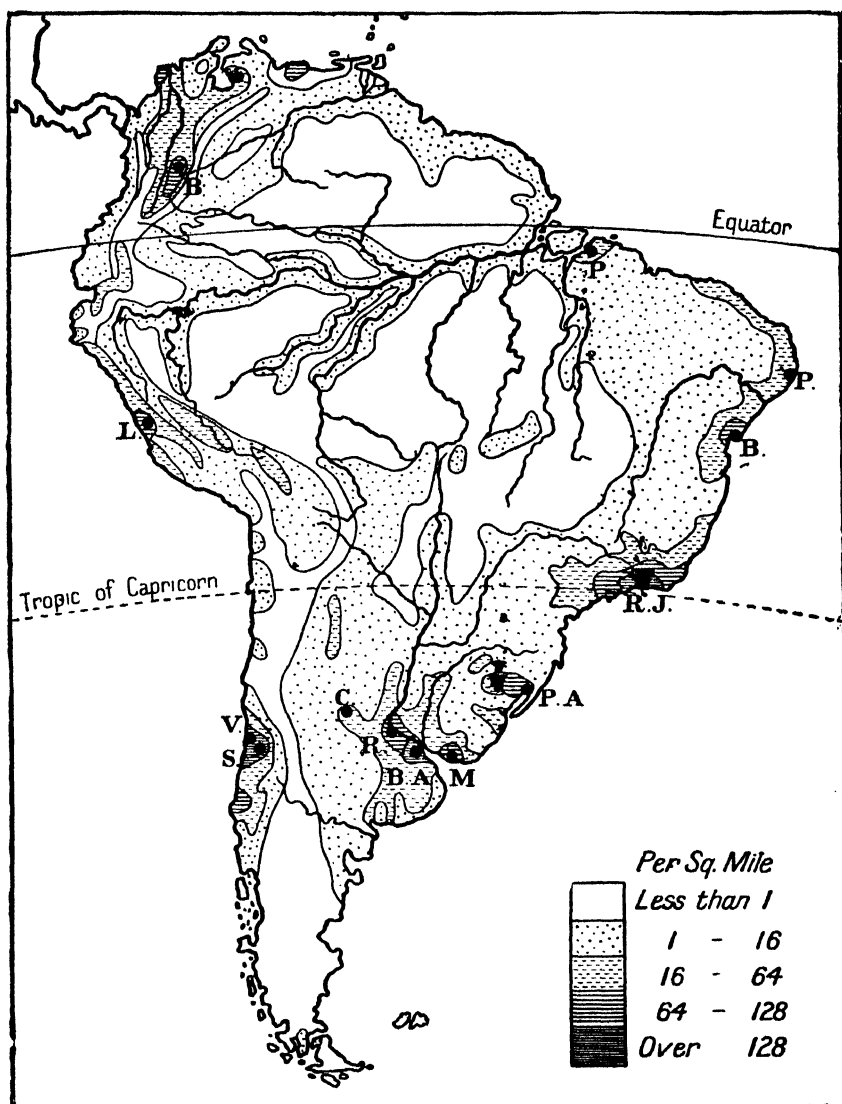 B
Equator
P
P.
L.
B.
Tropic of Capricorn
R.J.
C.
P.A
V.
R
S.
B.A
M
Per Sq. Mile
Less than 1
1 - 16
16 - 64
64 - 128
Over 128